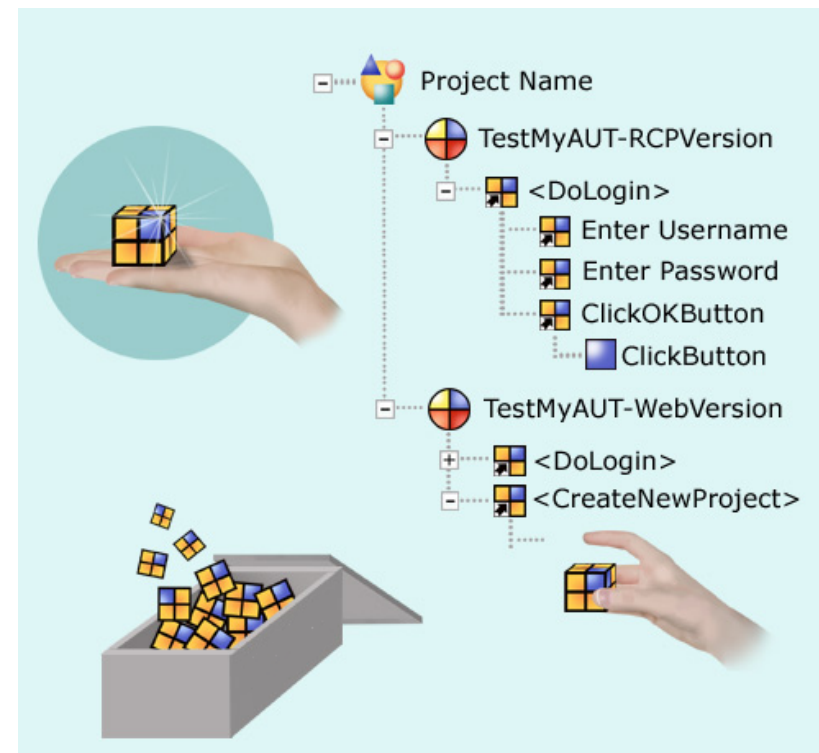 Project Name
TestMyAUT-RCPVersion
<DoLogin>
Enter Username
Enter Password
ClickOKButton
ClickButton
TestMyAUT-WebVersion
<DoLogin>
<CreateNewProject>